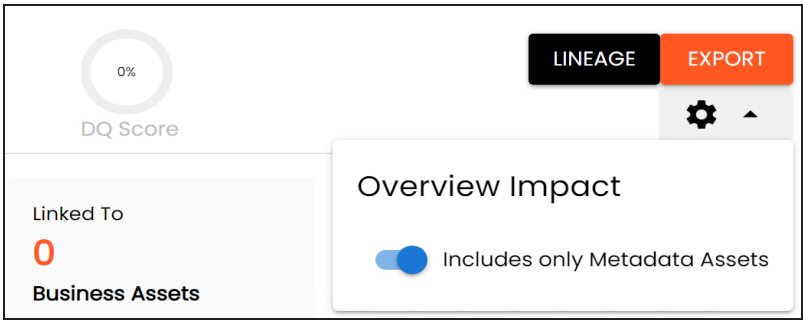 0%
DQ Score
LINEAGE
EXPORT
Overview Impact
Includes only Metadata Assets
Linked To
0
Business Assets